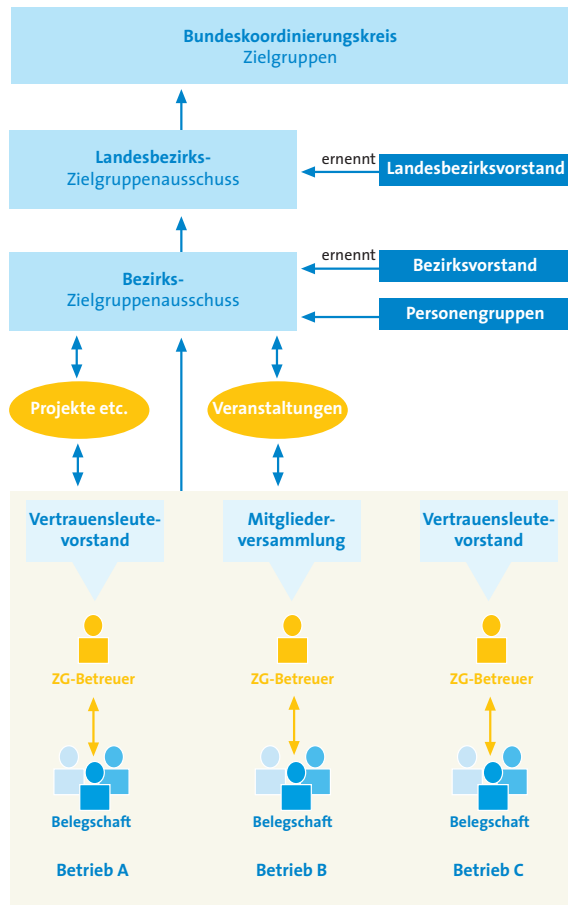 Bundeskoordinierungskreis
Zielgruppen
Landesbezirks-
Zielgruppenausschuss
ernennt
Landesbezirksvorstand
Bezirks-
Zielgruppenausschuss
ernennt
Bezirksvorstand
Personengruppen
Projekte etc.
Veranstaltungen
Vertrauensleute-
vorstand
Mitglieder-
versammlung
Vertrauensleute-
vorstand
ZG-Betreuer
ZG-Betreuer
ZG-Betreuer
Belegschaft
Belegschaft
Belegschaft
Betrieb A
Betrieb B
Betrieb C